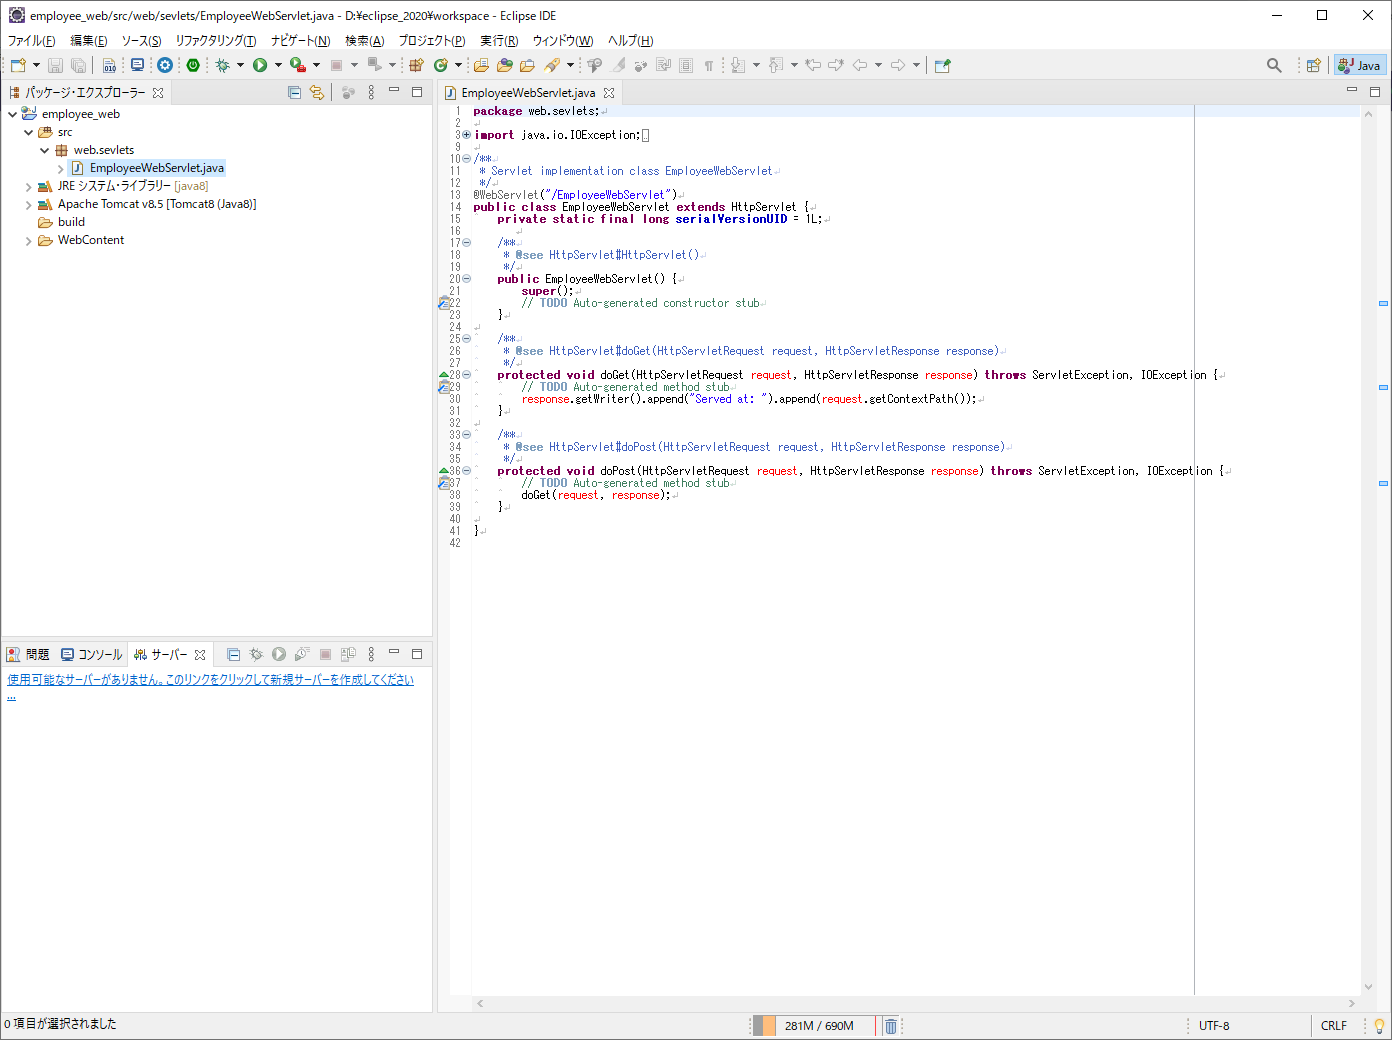 employee_web/src/web/sevlets/EmployeeWebServlet.java - D:¥eclipse_2020¥workspace - Eclipse IDE
ファイル(F) 編集(E) ソース(S) リファクタリング(T) ナビゲート(N) 検索(A) プロジェクト(P) 実行(R) ウィンドウ(W) ヘルプ(H)
010
Java
パッケージ・エクスプローラー
employee_web
src
web.sevlets
EmployeeWebServlet.java
JRE システム・ライブラリー [java8]
Apache Tomcat v8.5 [Tomcat8 (Java8)]
build
WebContent
問題 コンソール サーバー
使用可能なサーバーがありません。このリンクをクリックして新規サーバーを作成してください
...
EmployeeWebServlet.java
1 package web.sevlets;
2
3 import java.io.IOException;
9
10 /**
11 * Servlet implementation class EmployeeWebServlet
12 */
13 @WebServlet("/EmployeeWebServlet")
14 public class EmployeeWebServlet extends HttpServlet {
15 private static final long serialVersionUID = 1L;
16
17 /**
18 * @see HttpServlet#HttpServlet()
19 */
20 public EmployeeWebServlet() {
21 super();
22 // TODO Auto-generated constructor stub
23 }
24
25 /**
26 * @see HttpServlet#doGet(HttpServletRequest request, HttpServletResponse response)
27 */
28 protected void doGet(HttpServletRequest request, HttpServletResponse response) throws ServletException, IOException {
29 // TODO Auto-generated method stub
30 response.getWriter().append("Served at: ").append(request.getContextPath());
31 }
32
33 /**
34 * @see HttpServlet#doPost(HttpServletRequest request, HttpServletResponse response)
35 */
36 protected void doPost(HttpServletRequest request, HttpServletResponse response) throws ServletException, IOException {
37 // TODO Auto-generated method stub
38 doGet(request, response);
39 }
40
41 }
42
0 項目が選択されました
281M / 690M
UTF-8
CRLF